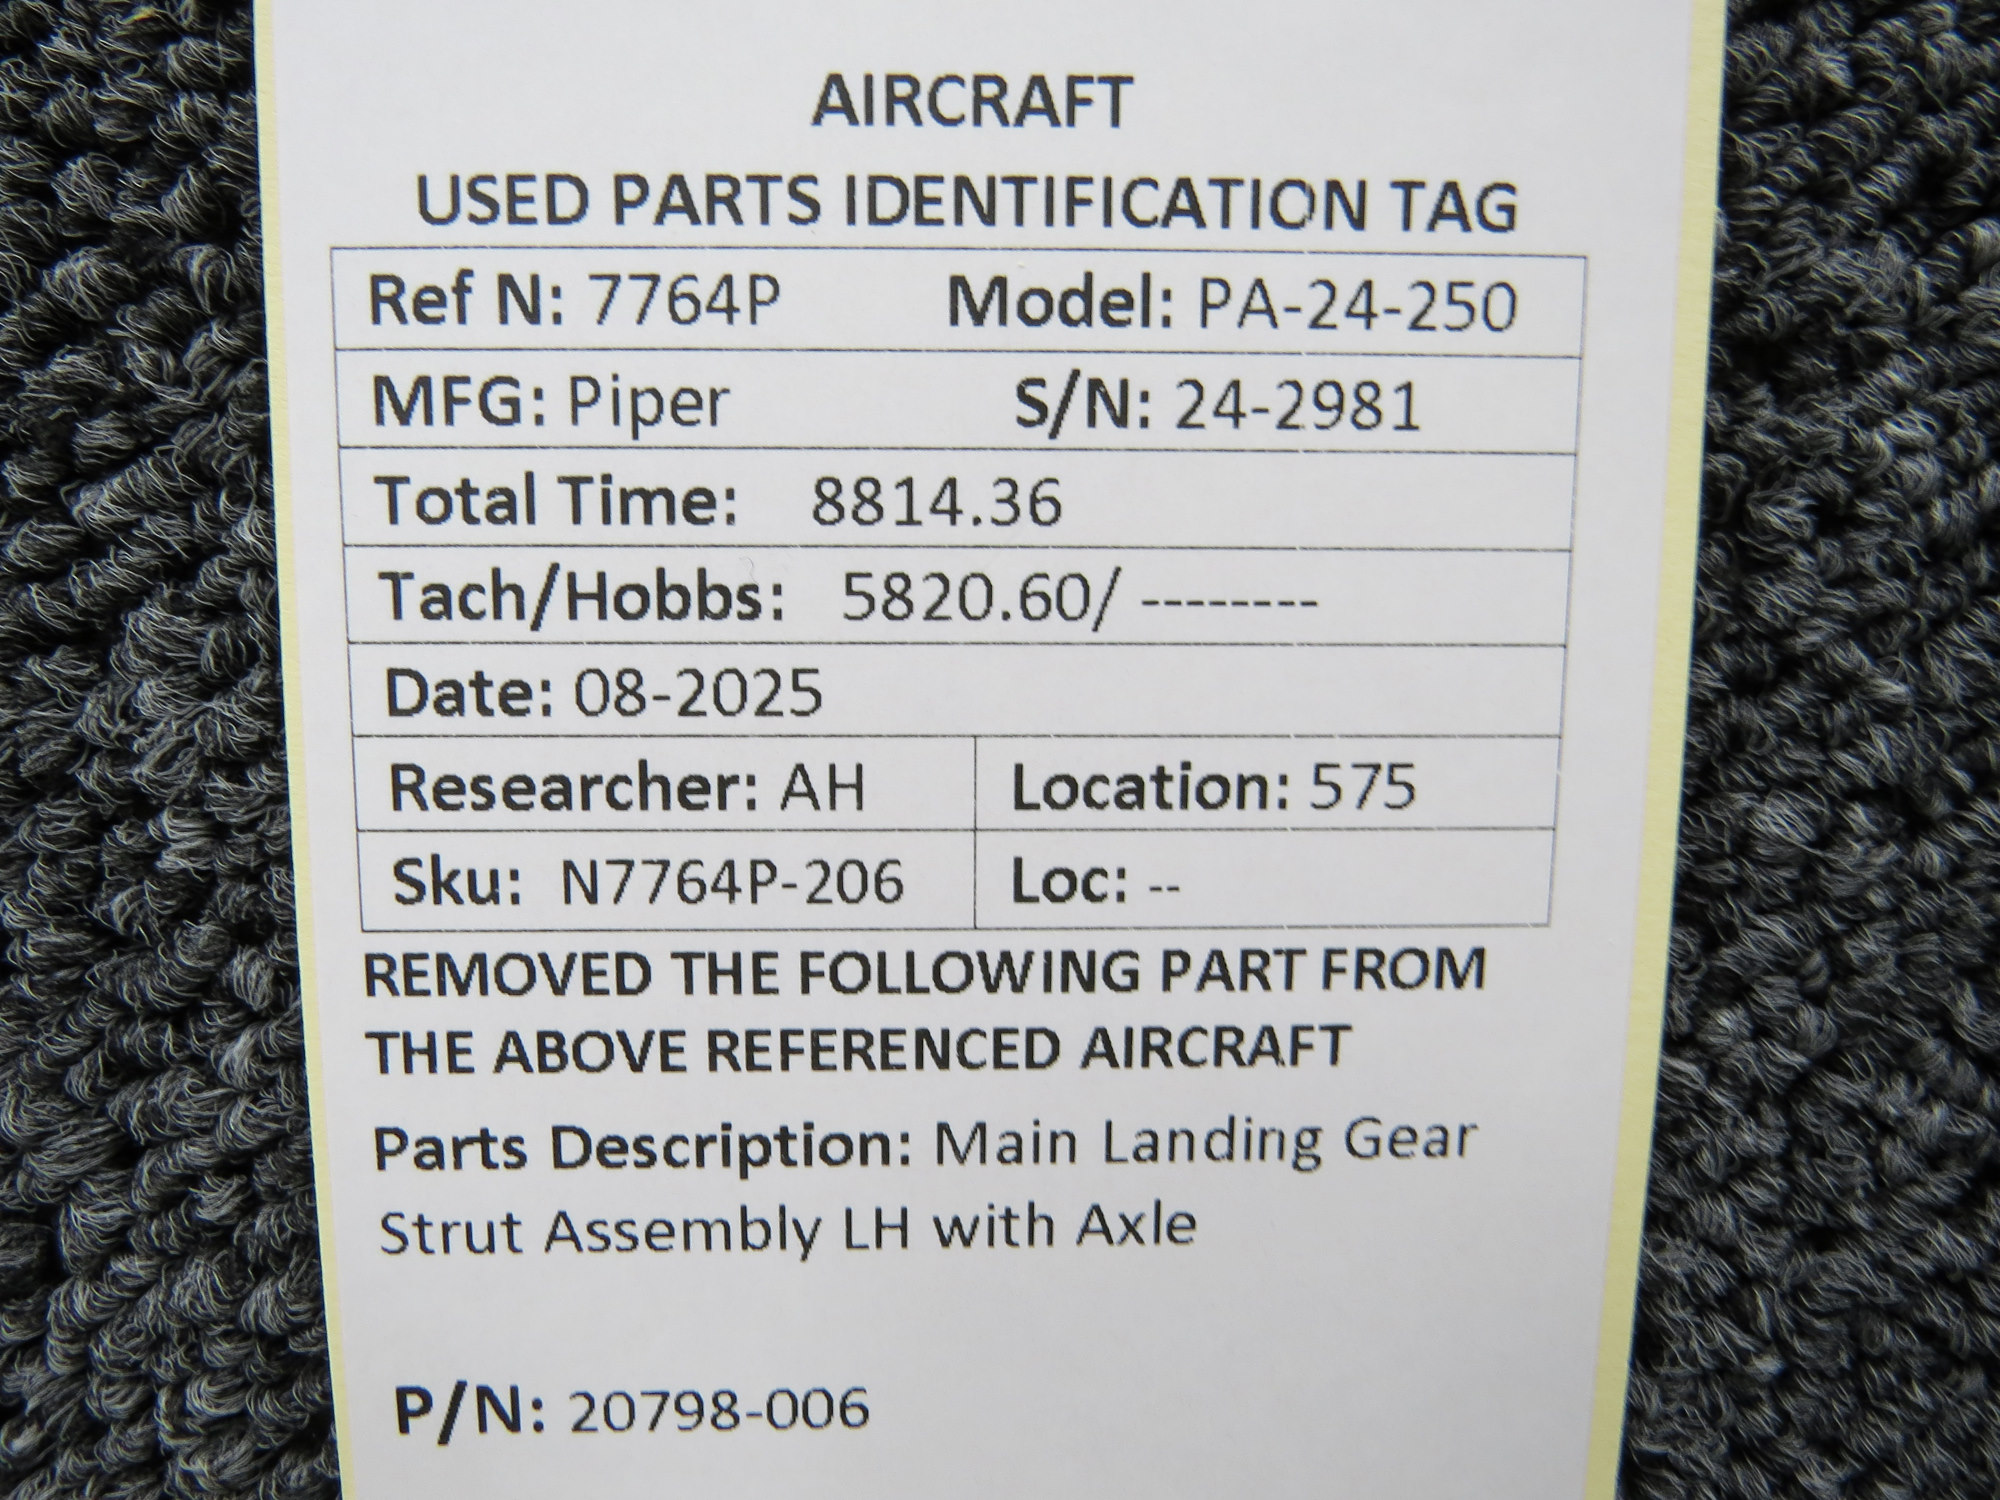 AIRCRAFT
USED PARTS IDENTIFICATION TAG
Ref N: 7764P Model: PA-24-250
MFG: Piper S/N: 24-2981
Total Time: 8814.36
Tach/Hobbs: 5820.60/ --------
Date: 08-2025
Researcher: AH Location: 575
Sku: N7764P-206 Loc: --
REMOVED THE FOLLOWING PART FROM
THE ABOVE REFERENCED AIRCRAFT
Parts Description: Main Landing Gear
Strut Assembly LH with Axle
P/N: 20798-006